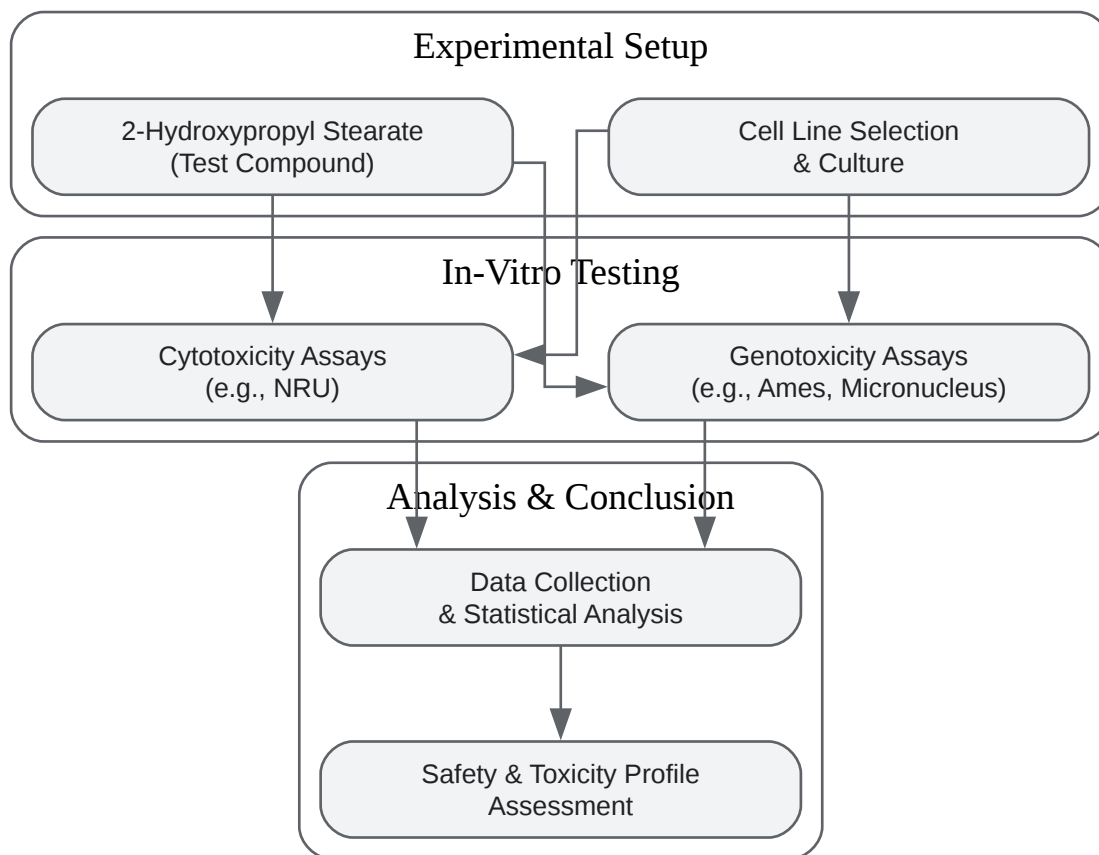 Experimental Setup
2-Hydroxypropyl Stearate
(Test Compound)
Cell Line Selection
& Culture
In-Vitro Testing
Cytotoxicity Assays
(e.g., NRU)
Genotoxicity Assays
(e.g., Ames, Micronucleus)
Analysis & Conclusion
Data Collection
& Statistical Analysis
Safety & Toxicity Profile
Assessment